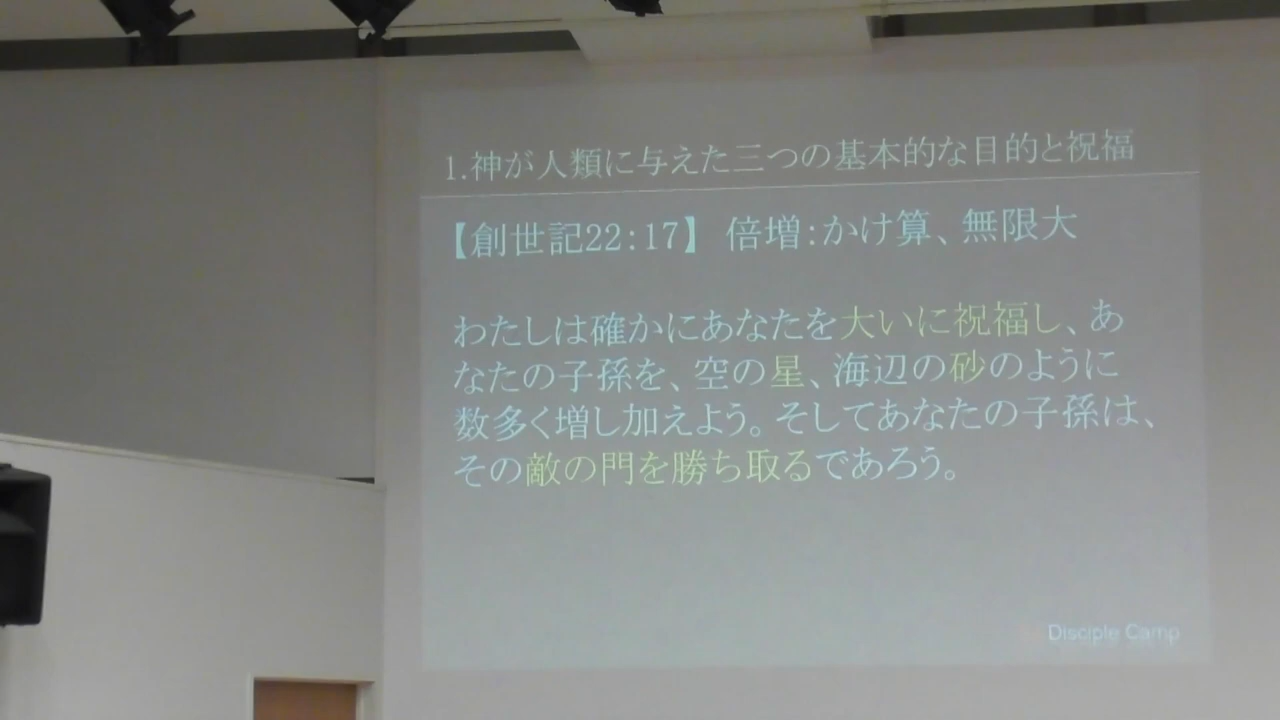 1.神が人類に与えた三つの基本的な目的と祝福
【創世記22:17】 倍増:かけ算、無限大
わたしは確かにあなたを大いに祝福し、あ
なたの子孫を、空の星、海辺の砂のように
数多く増し加えよう。そしてあなたの子孫は、
その敵の門を勝ち取るであろう。
Disciple Camp